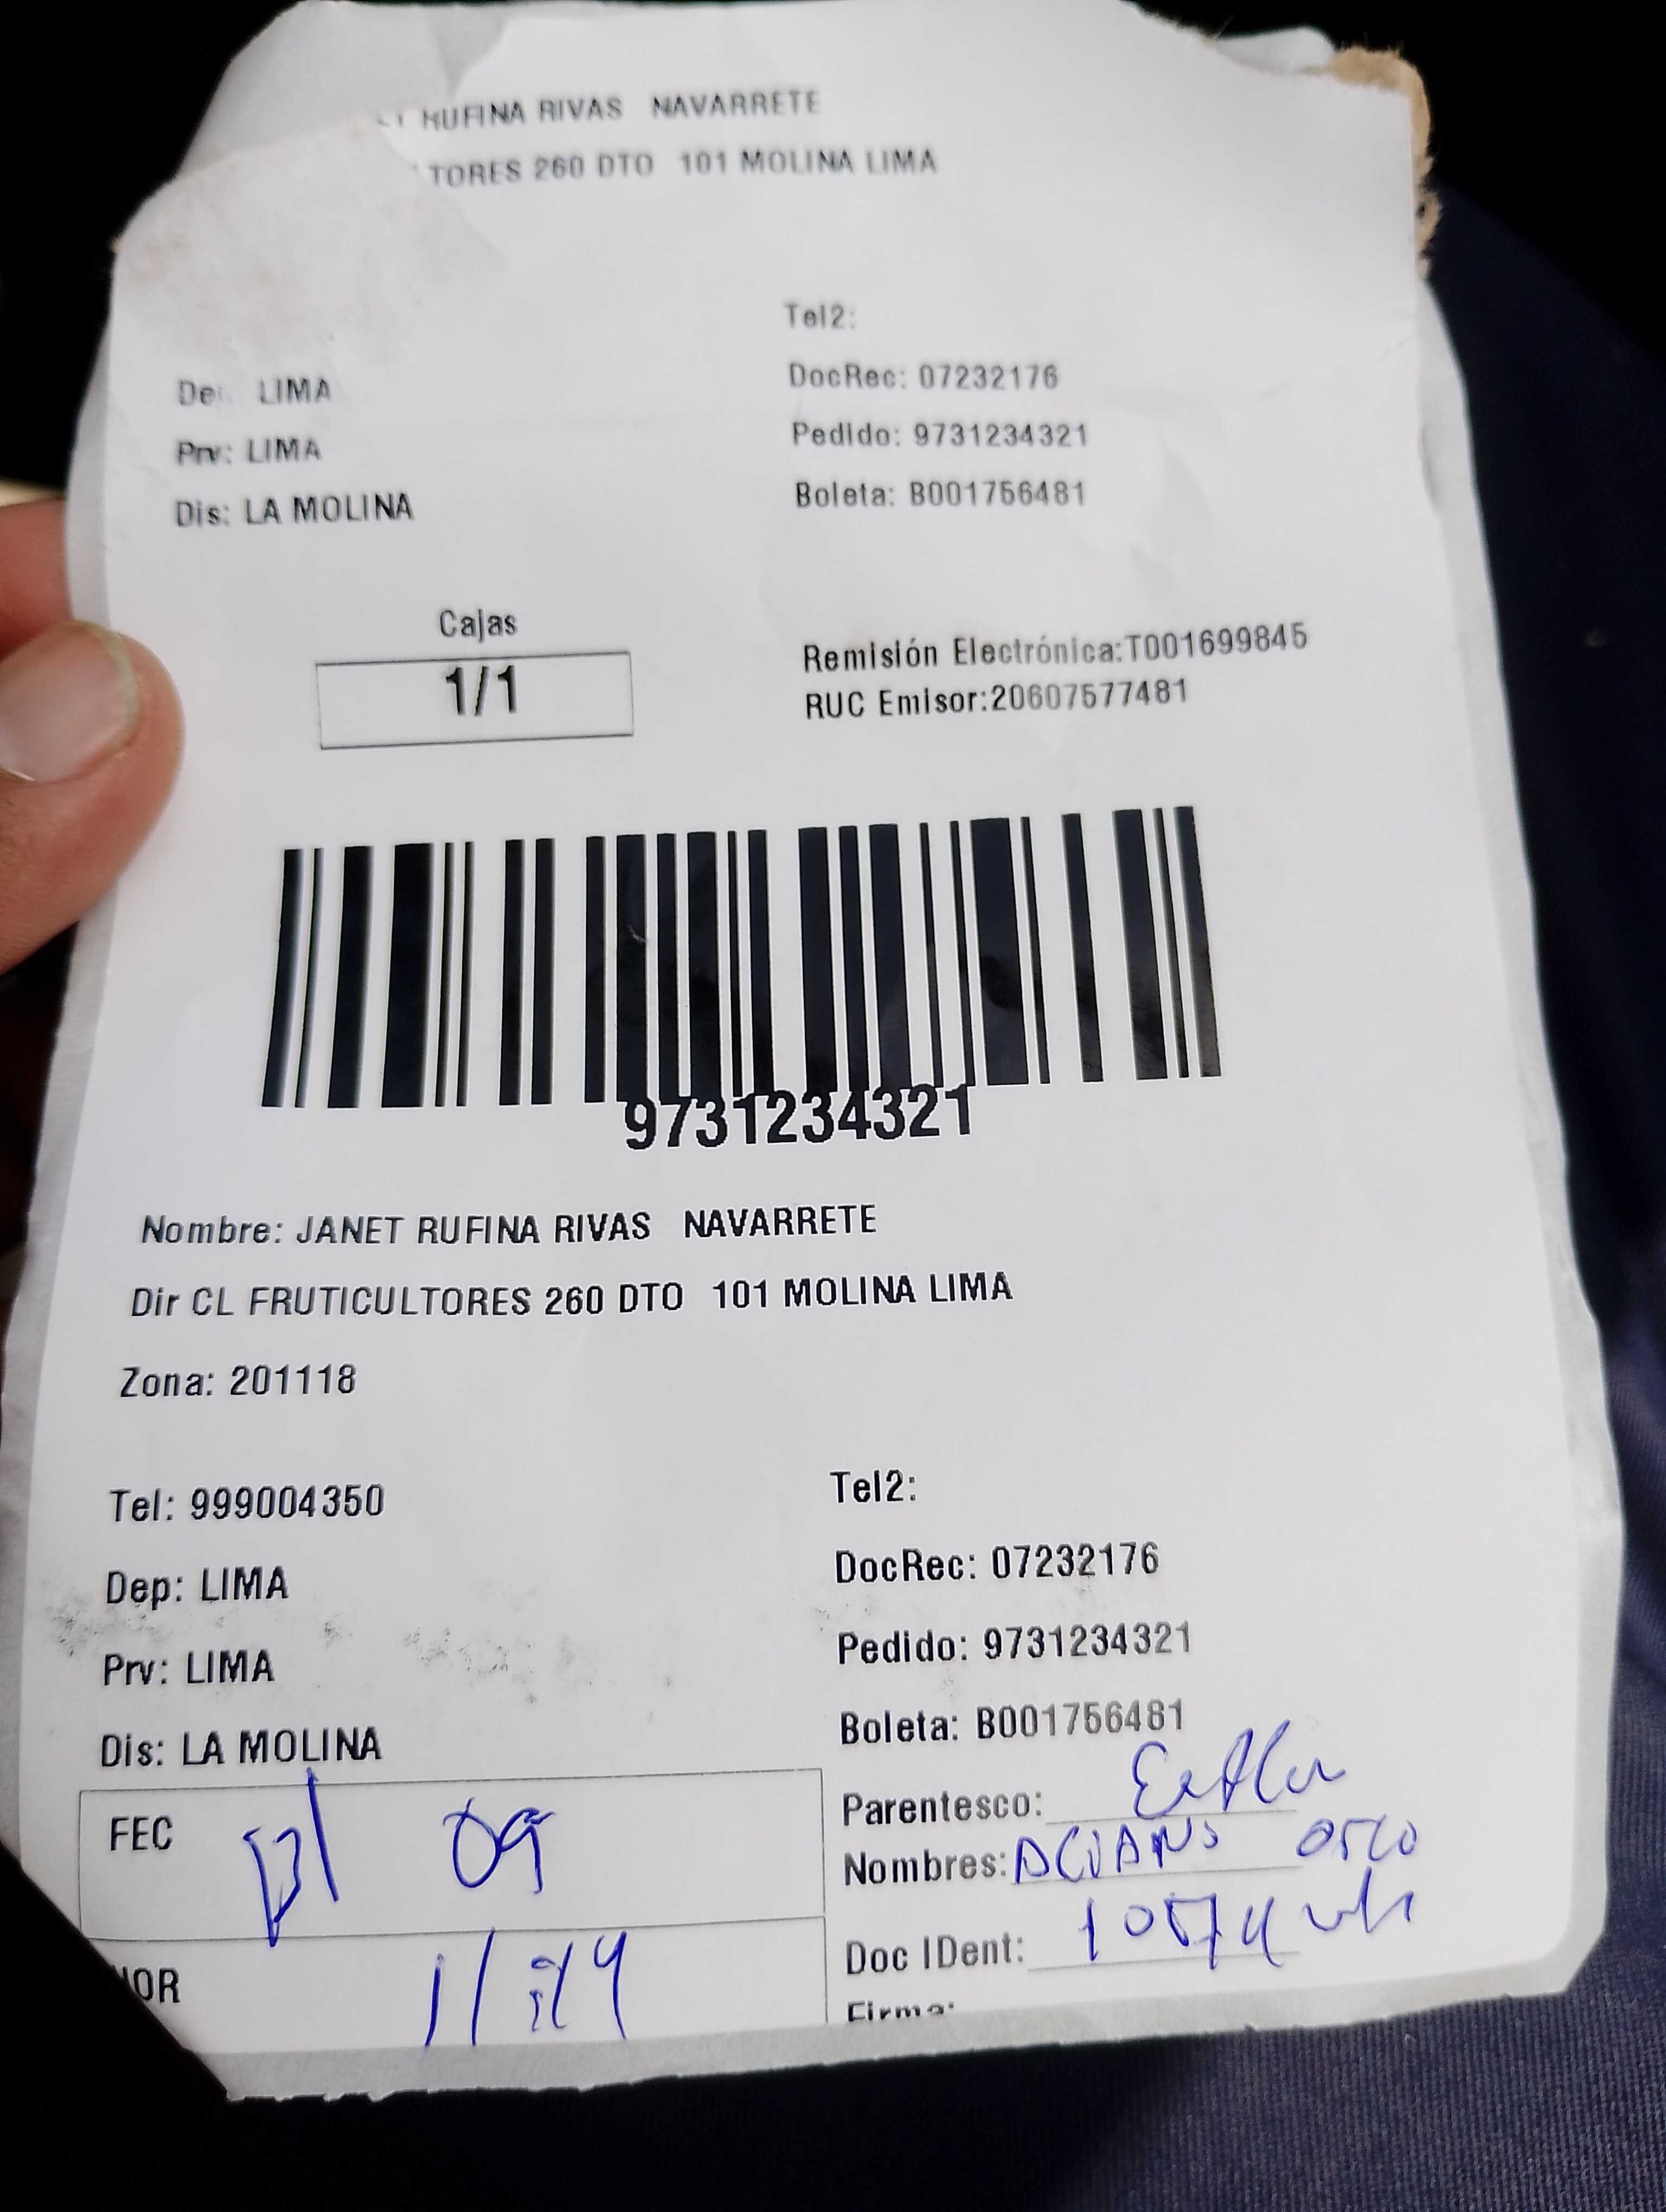 RUFINA RIVAS NAVARRETE
TORES 260 DTO 101 MOLINA LIMA
Tel2:
De: LIMA
DocRec: 07232176
Prv: LIMA
Pedido: 9731234321
Dis: LA MOLINA
Boleta: B001756481
Cajas
1/1
Remisión Electrónica:T001699845
RUC Emisor:20607577481
9731234321
Nombre: JANET RUFINA RIVAS NAVARRETE
Dir CL FRUTICULTORES 260 DTO 101 MOLINA LIMA
Zona: 201118
Tel: 999004350
Tel2:
Dep: LIMA
DocRec: 07232176
Prv: LIMA
Pedido: 9731234321
Dis: LA MOLINA
Boleta: B001756481
FEC 09
Parentesco:
Nombres:
HOR
Doc IDent:
Firma: